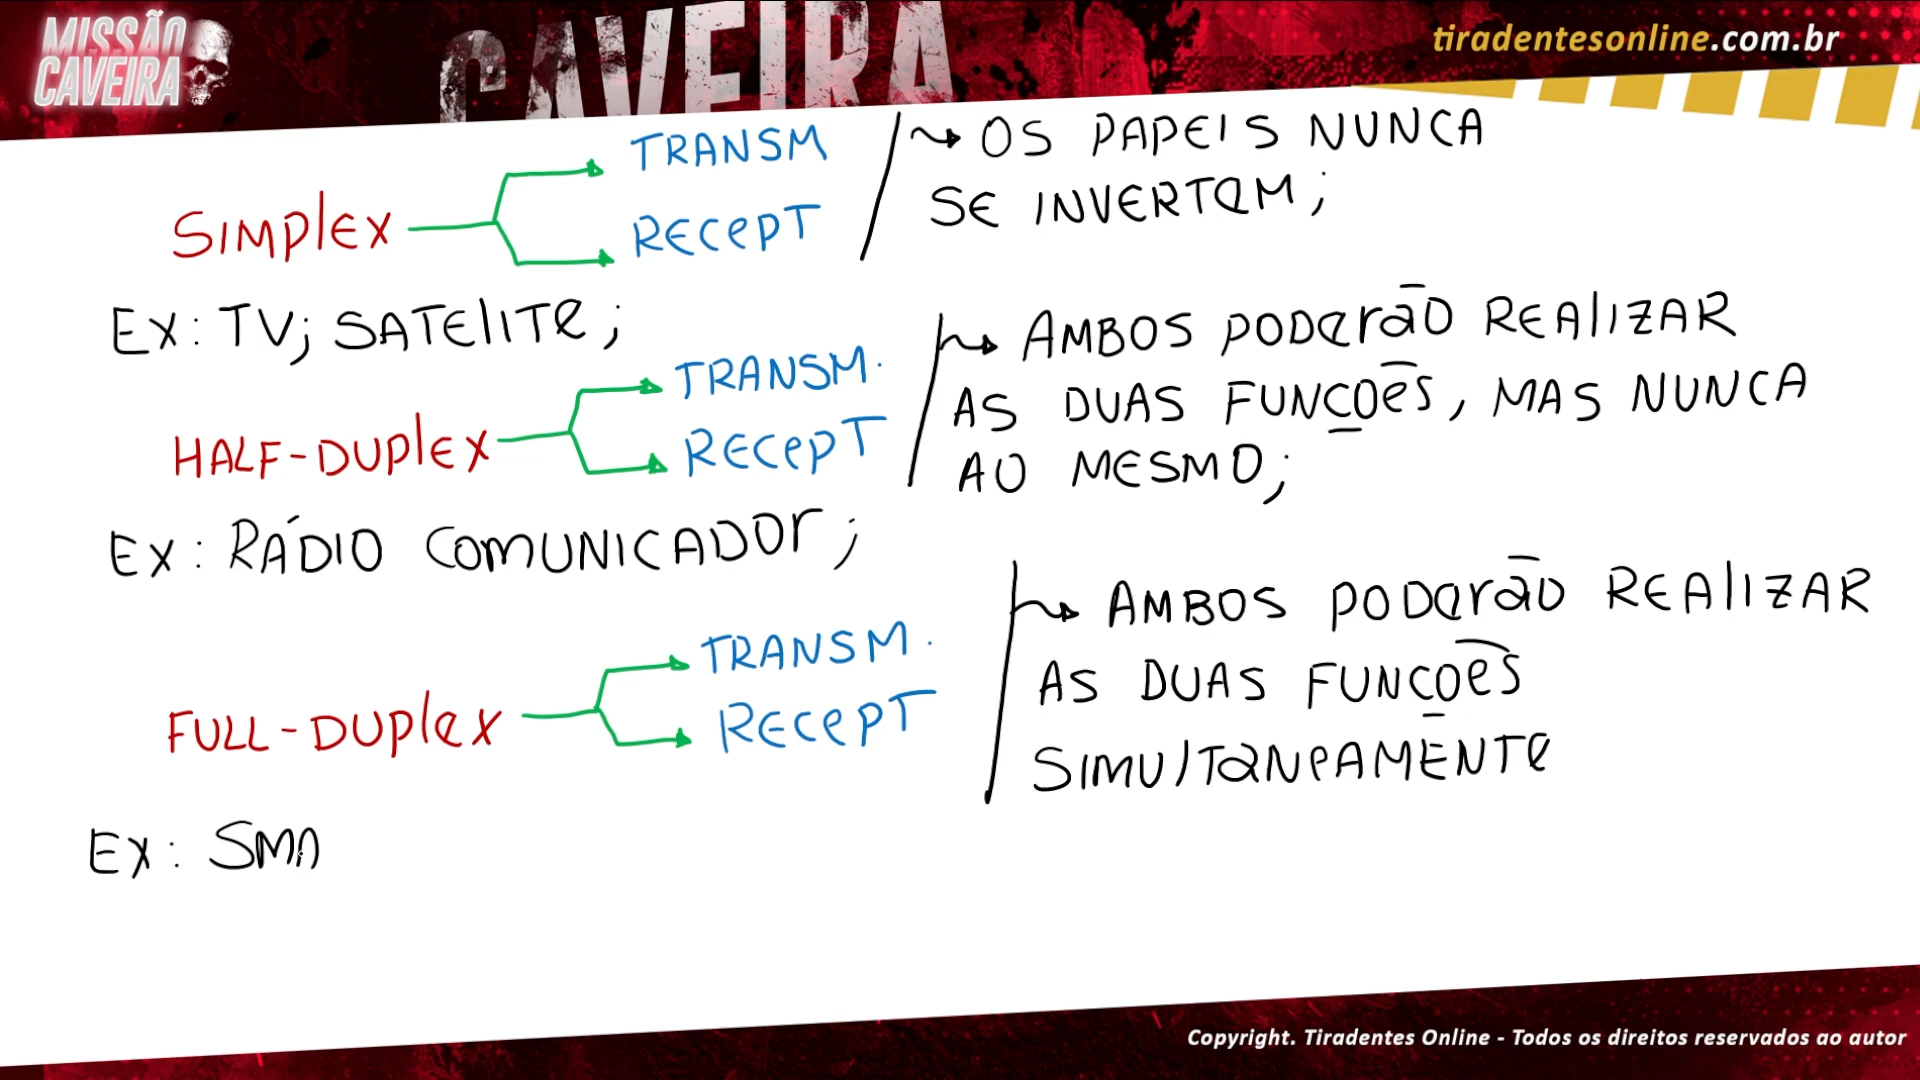 MISSÃO
CAVEIRA
CAVEIRA
tiradentesonline.com.br
SIMPLEX
TRANSM
RECEPT
OS PAPEIS NUNCA
SE INVERTEM;
EX: TV; SATELITE;
HALF-DUPLEX
TRANSM.
RECEPT
AMBOS PODERÃO REALIZAR
AS DUAS FUNÇÕES, MAS NUNCA
AO MESMO;
EX: RÁDIO COMUNICADOR;
FULL-DUPLEX
TRANSM.
RECEPT
AMBOS PODERÃO REALIZAR
AS DUAS FUNÇÕES
SIMULTANEAMENTE
EX:
Copyright. Tiradentes Online - Todos os direitos reservados ao autor